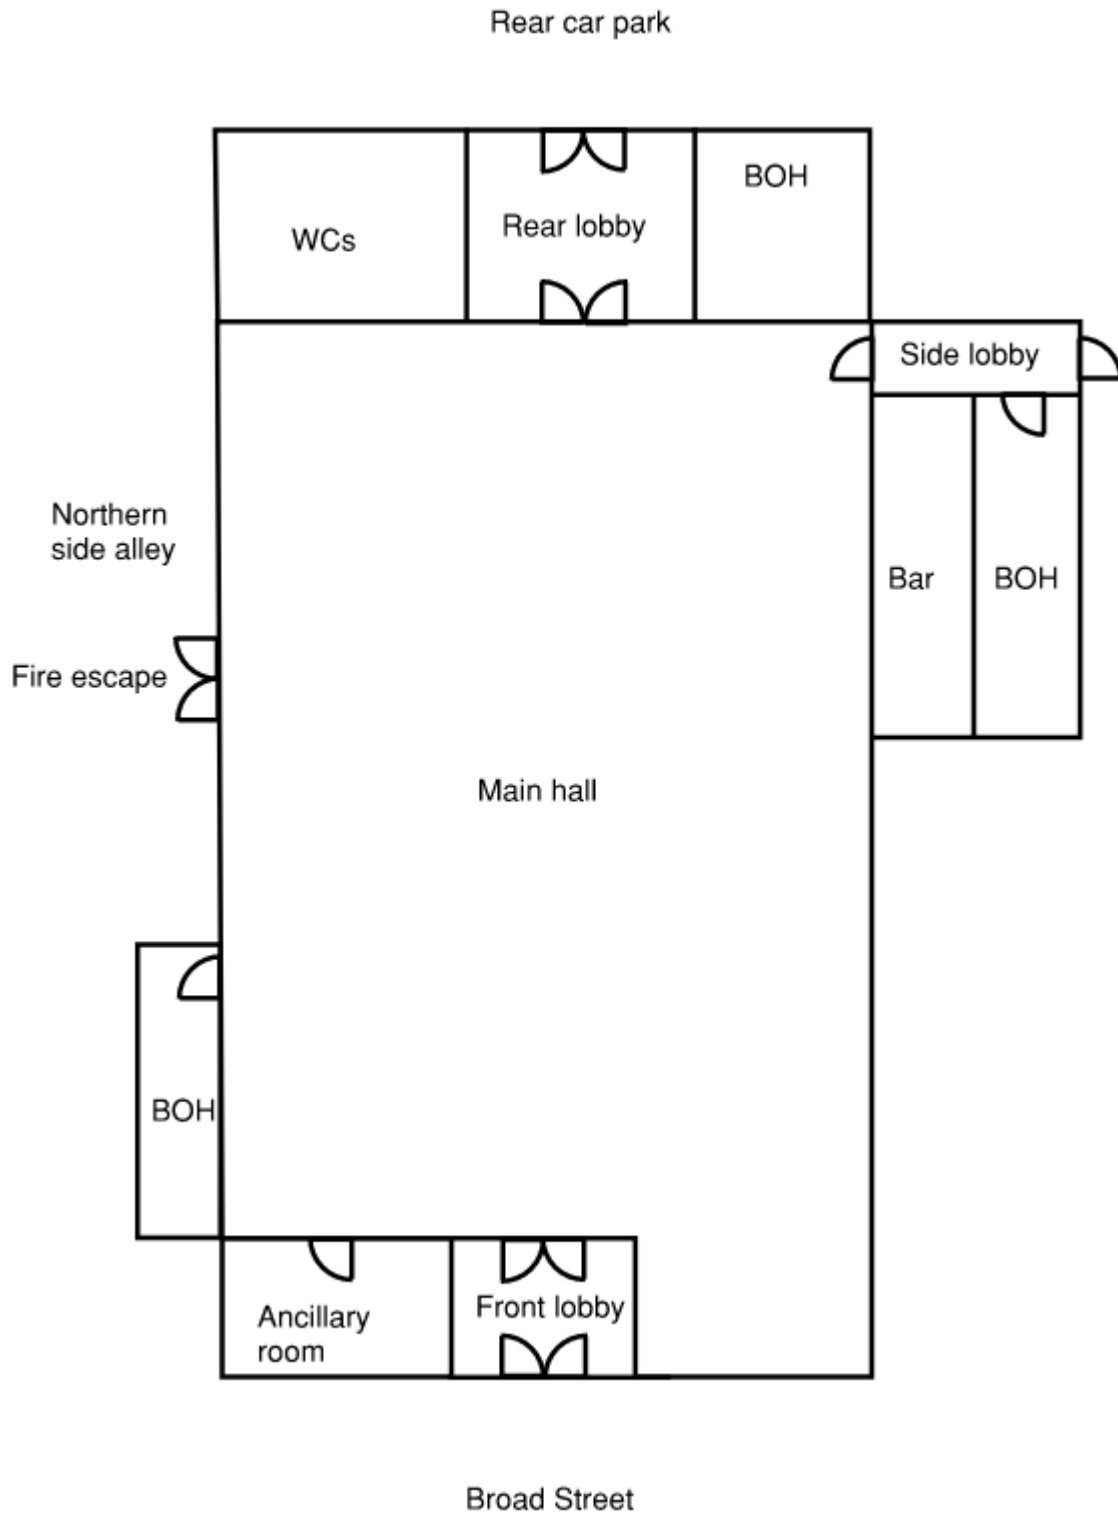 Rear car park
BOH
WCs
Rear lobby
Side lobby
Northern
side alley
Bar
BOH
Fire escape
Main hall
BOH
Ancillary
room
Front lobby
Broad Street